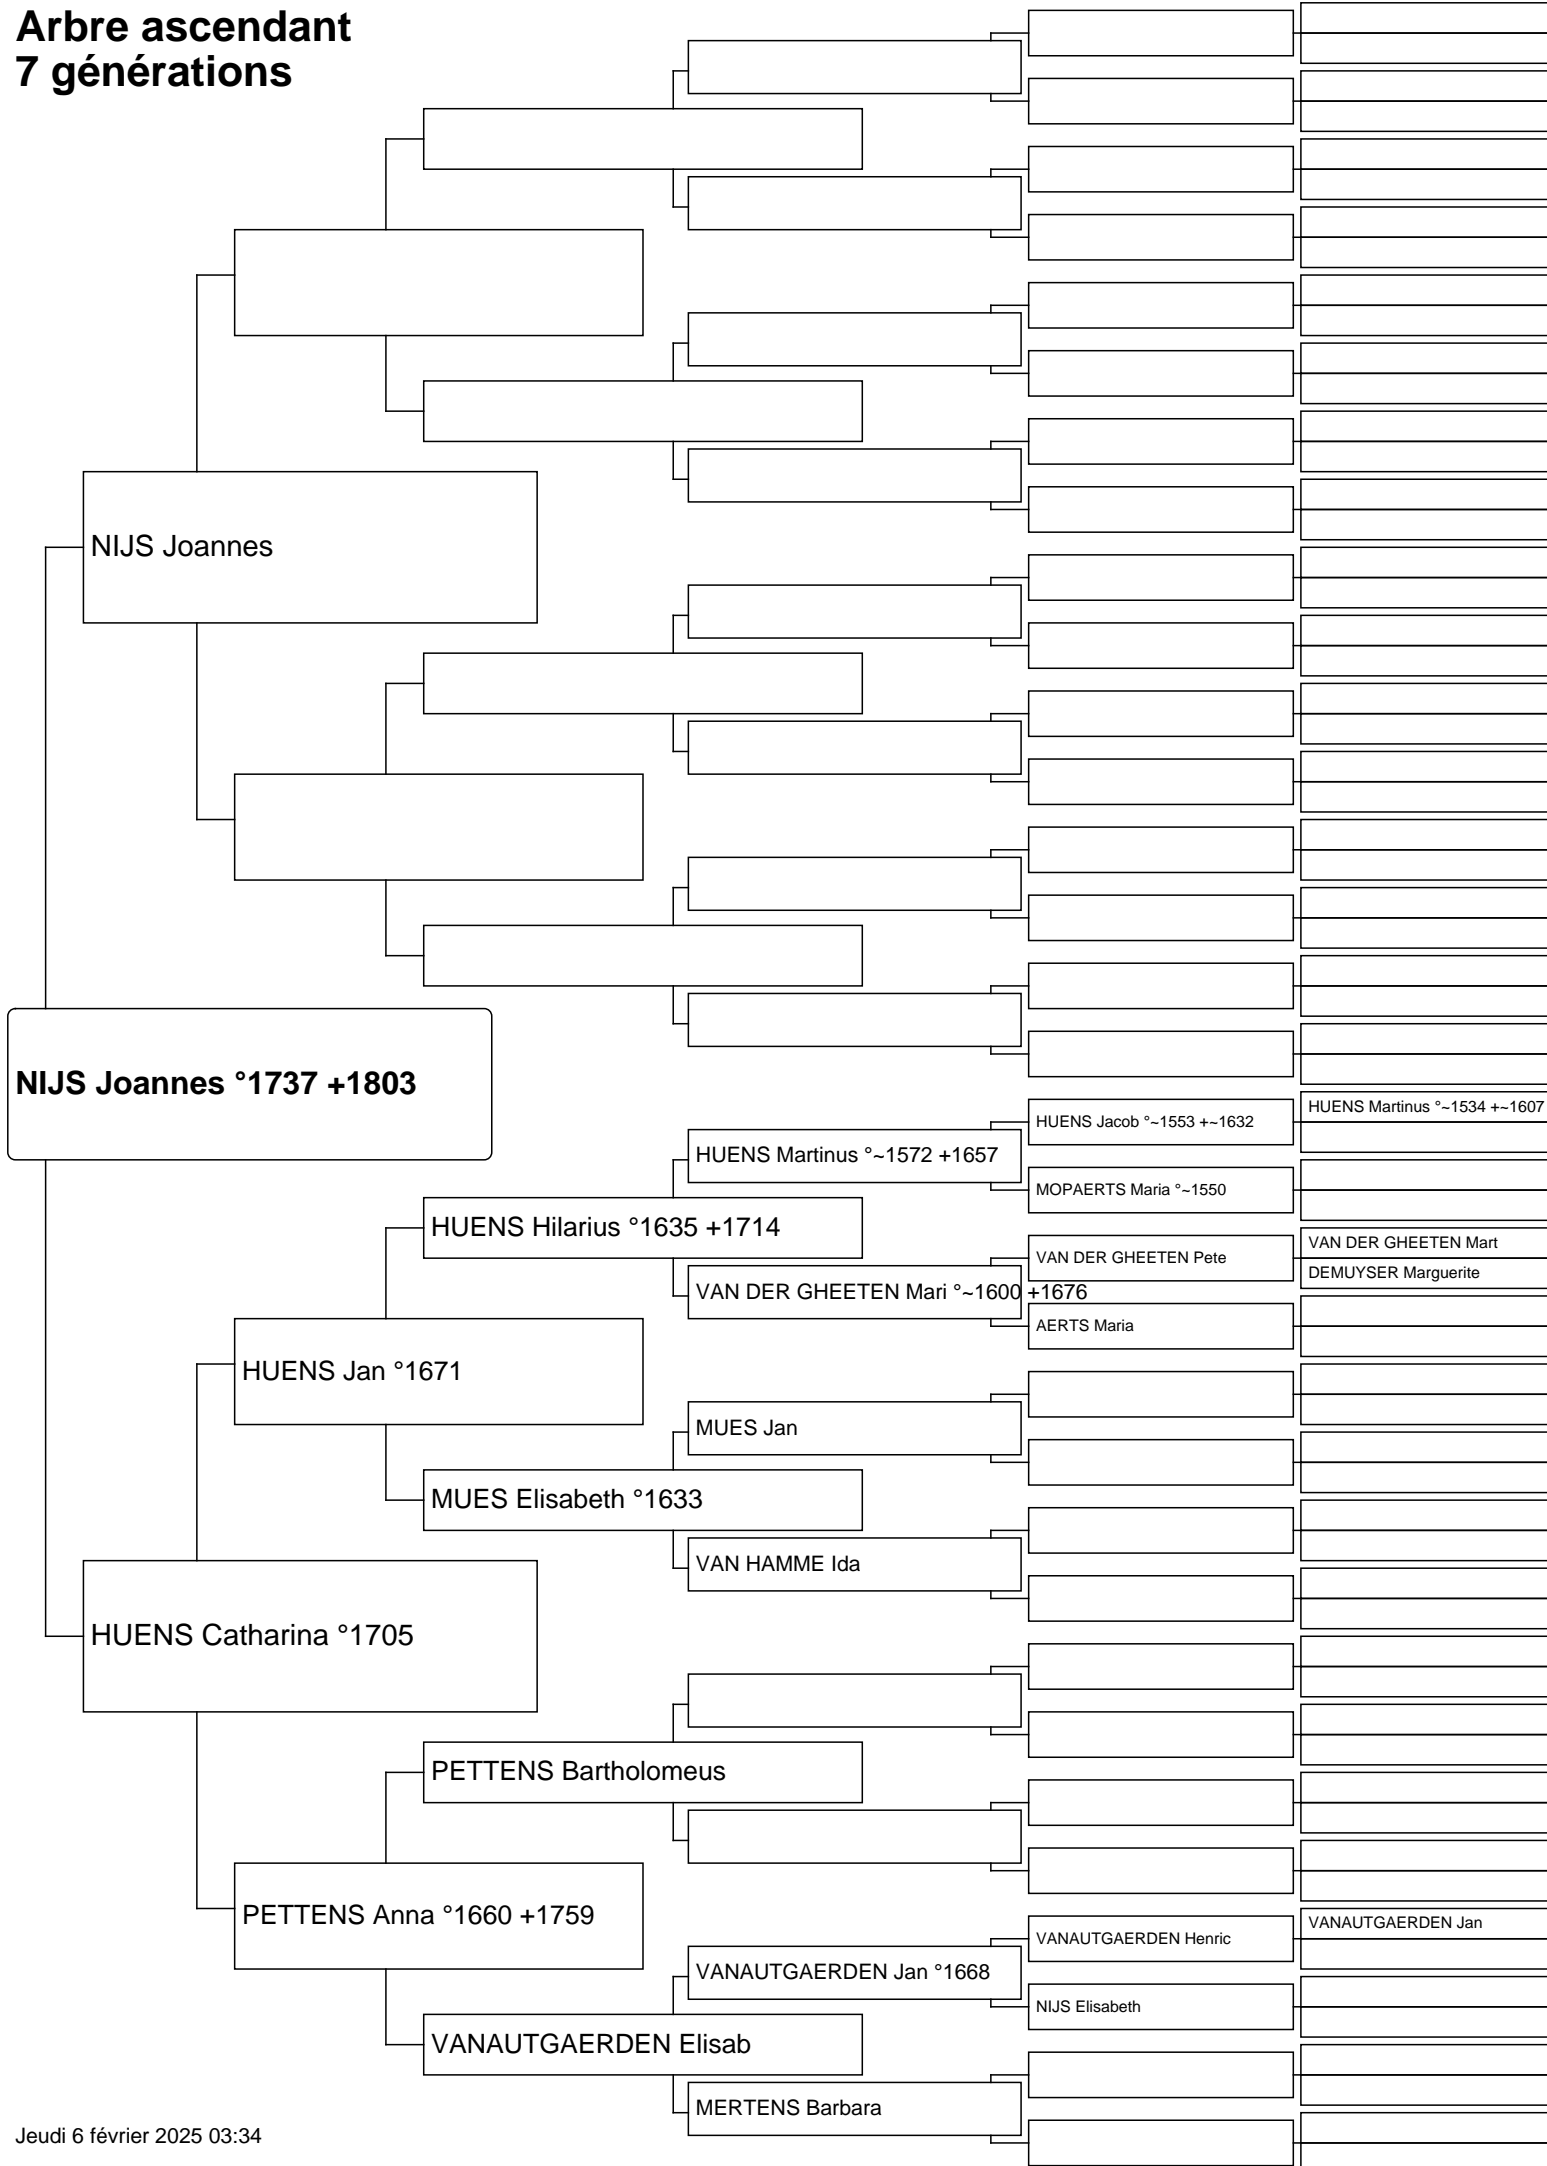 Arbre ascendant
7 générations
NIJS Joannes
NIJS Joannes °1737 +1803
HUENS Martinus °~1534 +~1607
HUENS Jacob °~1553 +~1632
HUENS Martinus °~1572 +1657
MOPAERTS Maria °~1550
HUENS Hilarius °1635 +1714
VAN DER GHEETEN Mart
VAN DER GHEETEN Pete
DEMUYSER Marguerite
VAN DER GHEETEN Mari °~1600 +1676
AERTS Maria
HUENS Jan °1671
MUES Jan
MUES Elisabeth °1633
VAN HAMME Ida
HUENS Catharina °1705
PETTENS Bartholomeus
PETTENS Anna °1660 +1759
VANAUTGAERDEN Jan
VANAUTGAERDEN Henric
VANAUTGAERDEN Jan °1668
NIJS Elisabeth
VANAUTGAERDEN Elisab
MERTENS Barbara
Jeudi 6 février 2025 03:34